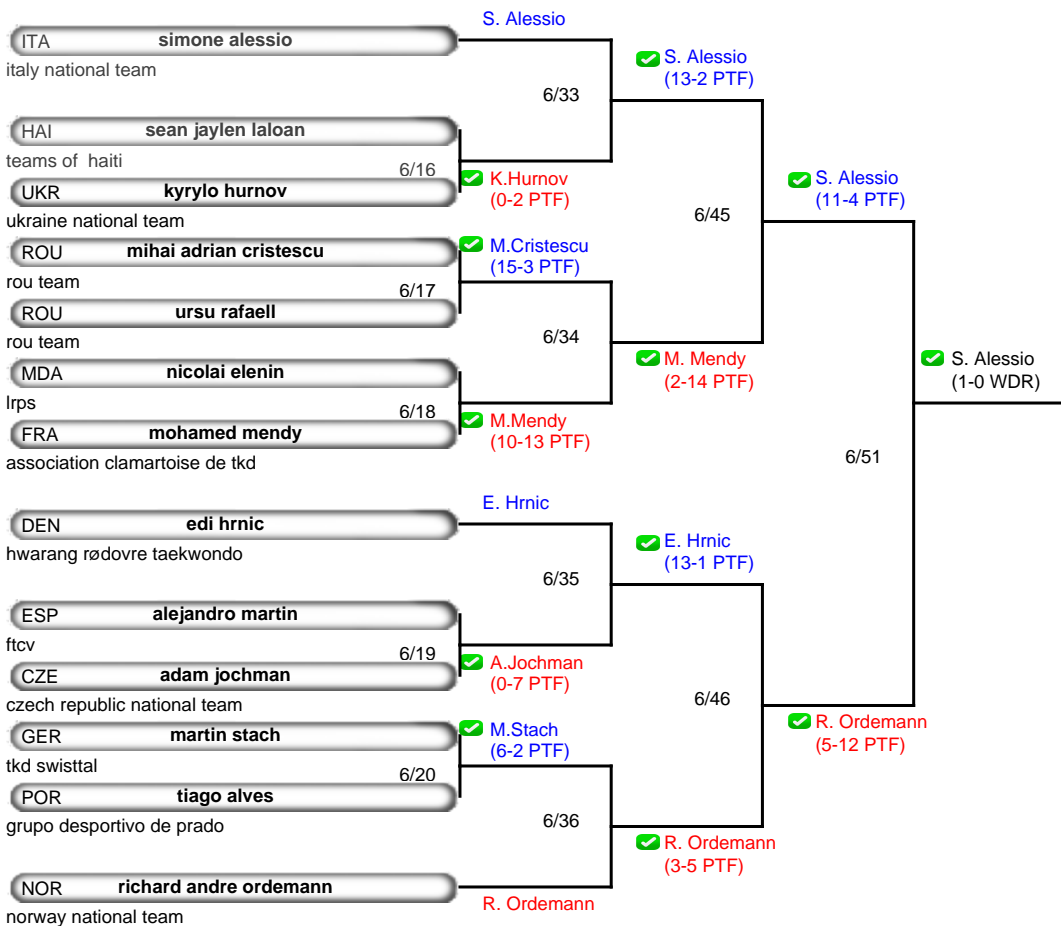 S. Alessio
ITA simone alessio
italy national team
S. Alessio
(13-2 PTF)
6/33
HAI sean jaylen laloan
teams of  haiti
6/16
UKR kyrylo hurnov
ukraine national team
K.Hurnov
(0-2 PTF)
S. Alessio
(11-4 PTF)
6/45
ROU mihai adrian cristescu
rou team
M.Cristescu
(15-3 PTF)
6/17
ROU ursu rafaell
rou team
6/34
MDA nicolai elenin
lrps
M. Mendy
(2-14 PTF)
6/18
FRA mohamed mendy
association clamartoise de tkd
M.Mendy
(10-13 PTF)
S. Alessio
(1-0 WDR)
6/51
DEN edi hrnic
hwarang rødovre taekwondo
E. Hrnic
E. Hrnic
(13-1 PTF)
6/35
ESP alejandro martin
ftcv
6/19
CZE adam jochman
czech republic national team
A.Jochman
(0-7 PTF)
6/46
R. Ordemann
(5-12 PTF)
GER martin stach
tkd swisttal
M.Stach
(6-2 PTF)
6/20
POR tiago alves
grupo desportivo de prado
6/36
R. Ordemann
(3-5 PTF)
NOR richard andre ordemann
norway national team
R. Ordemann